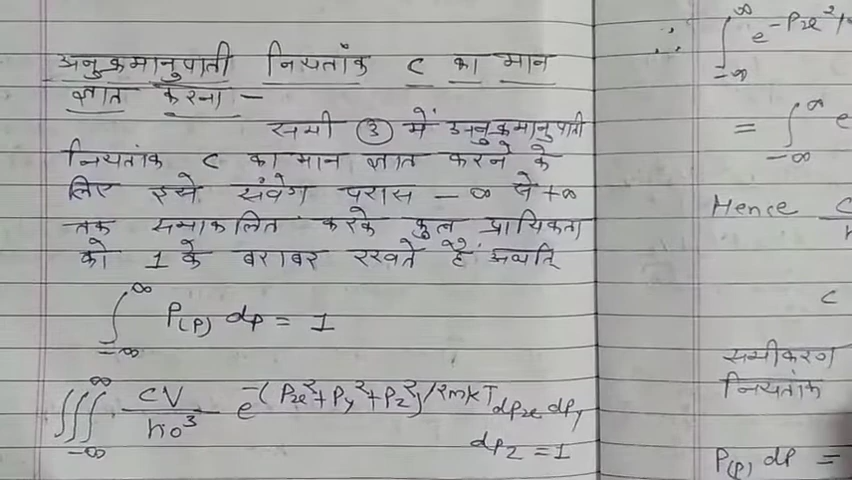 अनुक्रमानुपाती नियतांक C का मान
ज्ञात करना -
समी ③ में अनुक्रमानुपाती
नियतांक C का मान ज्ञात करने के
लिए इसे संवेग परास - ∞ से +∞
तक समाकलित करके कुल प्रायिकता
को 1 के बराबर रखते हैं अर्थात्
∫_{-∞}^{∞} P(P) dp = 1
∭_{-∞}^{∞} CV/h₀³ e^{-(Px²+Py²+Pz²)/2mkT} dpx dpy
dpz = 1
∴ ∫_{-∞}^{∞} e^{-Px²/
= ∫_{-∞}^{∞} e
Hence C
C
समीकरण
नियतांक
P(P) dp =